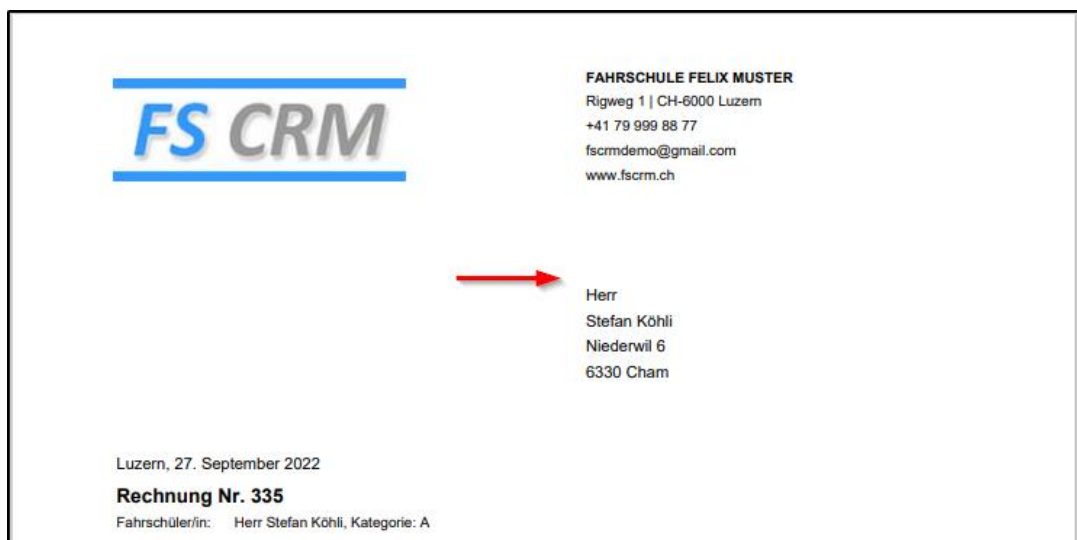 FS CRM
FAHRSCHULE FELIX MUSTER
Rigweg 1 | CH-6000 Luzern
+41 79 999 88 77
fscrmdemo@gmail.com
www.fscrm.ch
Herr
Stefan Köhli
Niederwil 6
6330 Cham
Luzern, 27. September 2022
Rechnung Nr. 335
Fahrschüler/in: Herr Stefan Köhli, Kategorie: A